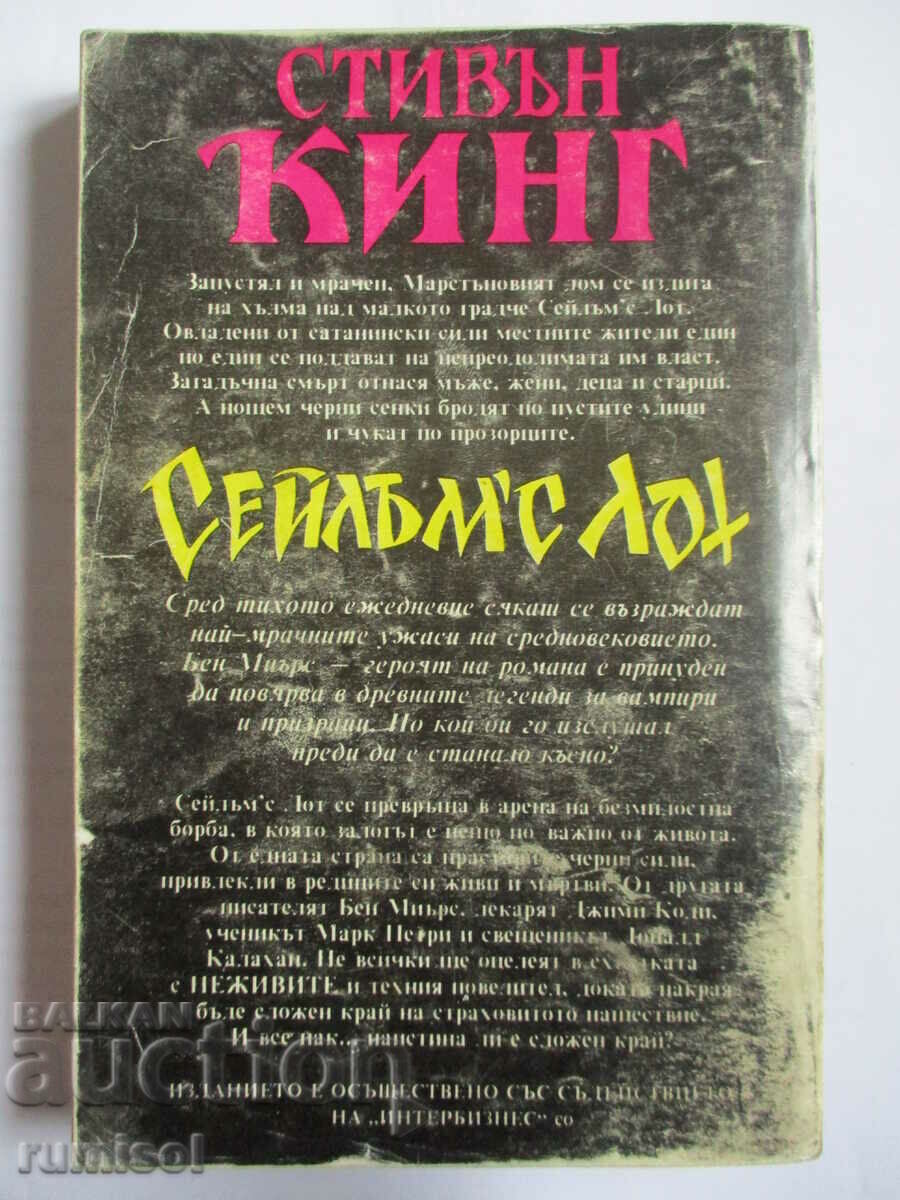 СТИВЪН
КИНГ
Запустял и мрачен, Марстъновият дом се издига
на хълма над малкото градче Сейлъм'с Лот.
Овладени от сатанински сили местните жители един
по един се поддават на непреодолимата им власт.
Загадъчна смърт отнася мъже, жени, деца и старци.
А нощем черни сенки бродят по пустите улици -
и чукат по прозорците.
СЕЙЛЪМ'С ЛОТ
Сред тихото ежедневие сякаш се възраждат
най-мрачните ужаси на средновековието.
Бен Миърс – героят на романа е принуден
да повярва в древните легенди за вампири
и призраци. Но кой би го изслушал
преди да е станало късно?
Сейлъм'с Лот се превръща в арена на безмилостна
борба, в която залогът е нещо по важно от живота.
От едната страна са черни сили,
привлекли в редиците си живи и мъртви. От другата
писателят Бен Миърс, лекарят Джими Коди,
ученикът Марк Петри и свещеникът Доналд
Калахан. Не всички ще оцелеят в схватката
с НЕЖИВИТЕ и техния повелител, докато накрая
бъде сложен край на страховитото нашествие.
И все пак... наистина ли е сложен край?
ИЗДАНИЕТО Е ОСЪЩЕСТВЕНО СЪС СЪДЕЙСТВИЕТО
НА „ИНТЕРБИЗНЕС" со
BALKAN
auction
rumisol